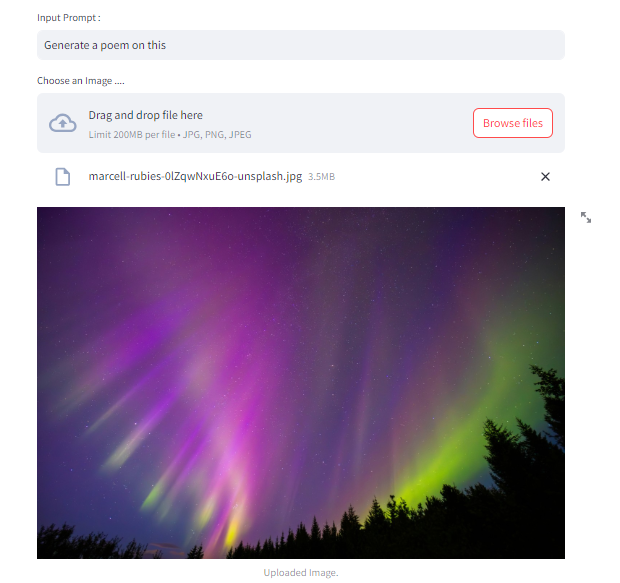 Input Prompt :
Generate a poem on this
Choose an Image ....
Drag and drop file here
Limit 200MB per file • JPG, PNG, JPEG
Browse files
marcell-rubies-0lZqwNxuE6o-unsplash.jpg 3.5MB
Uploaded Image.